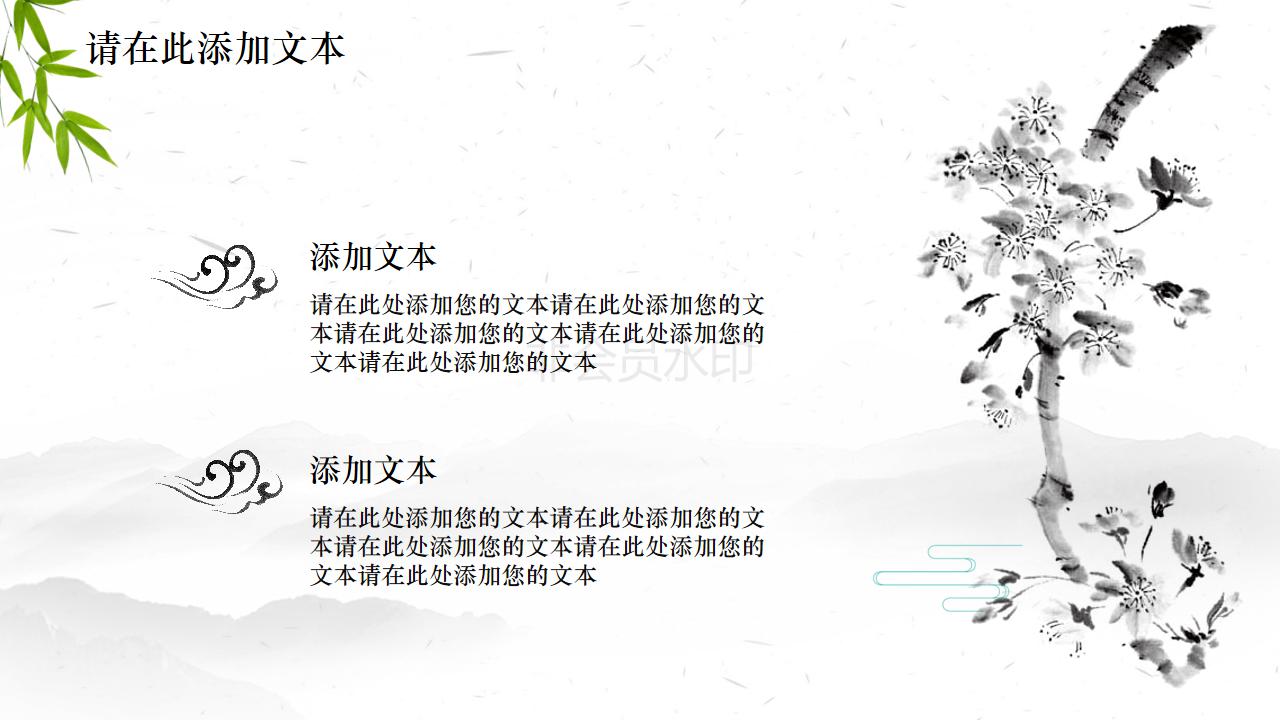 请在此添加文本
添加文本
请在此处添加您的文本请在此处添加您的文
本请在此处添加您的文本请在此处添加您的
文本请在此处添加您的文本
非会员水印
添加文本
请在此处添加您的文本请在此处添加您的文
本请在此处添加您的文本请在此处添加您的
文本请在此处添加您的文本